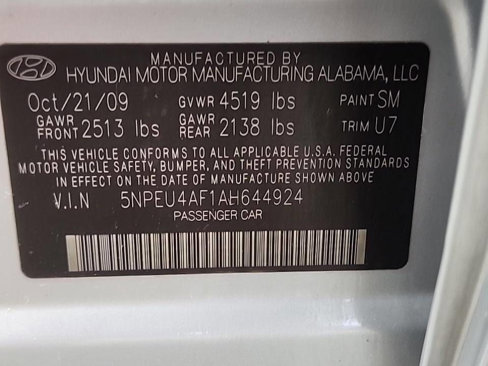 MANUFACTURED BY
HYUNDAI MOTOR MANUFACTURING ALABAMA, LLC
Oct/21/09 GVWR 4519 lbs PAINT SM
GAWR FRONT 2513 lbs GAWR REAR 2138 lbs TRIM U7
THIS VEHICLE CONFORMS TO ALL APPLICABLE U.S.A. FEDERAL
MOTOR VEHICLE SAFETY, BUMPER, AND THEFT PREVENTION STANDARDS
IN EFFECT ON THE DATE OF MANUFACTURE SHOWN ABOVE.
V.I.N 5NPEU4AF1AH644924
PASSENGER CAR